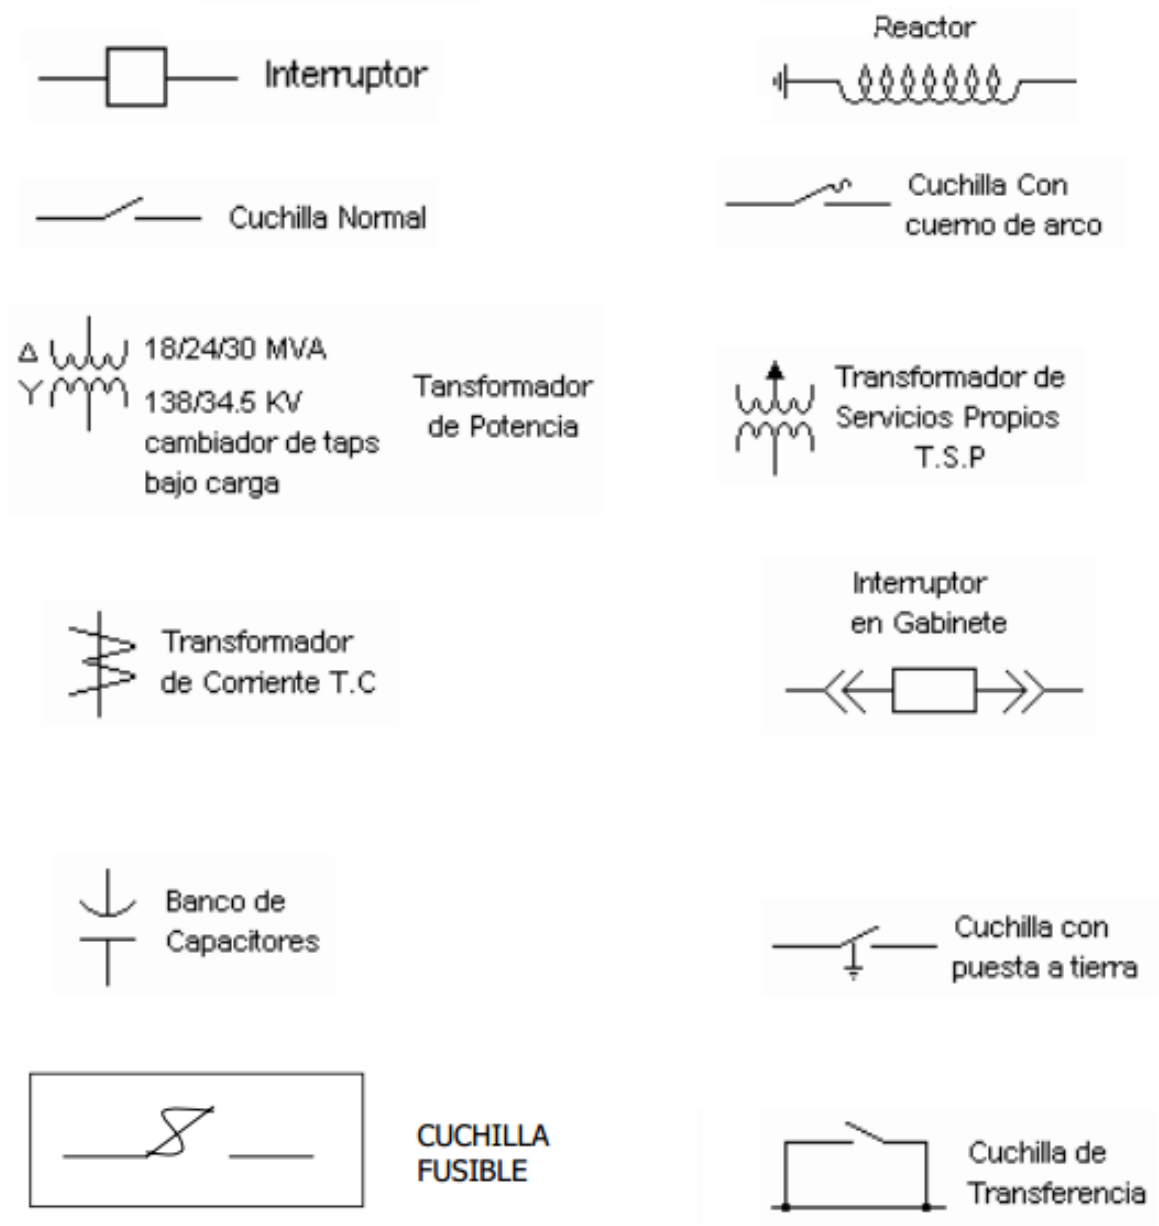 Interruptor
Reactor
Cuchilla Normal
Cuchilla Con
cuerno de arco
Δ 18/24/30 MVA
Y 138/34.5 KV
cambiador de taps
bajo carga
Tansformador
de Potencia
Transformador de
Servicios Propios
T.S.P
Transformador
de Corriente T.C
Interruptor
en Gabinete
Banco de
Capacitores
Cuchilla con
puesta a tierra
CUCHILLA
FUSIBLE
Cuchilla de
Transferencia